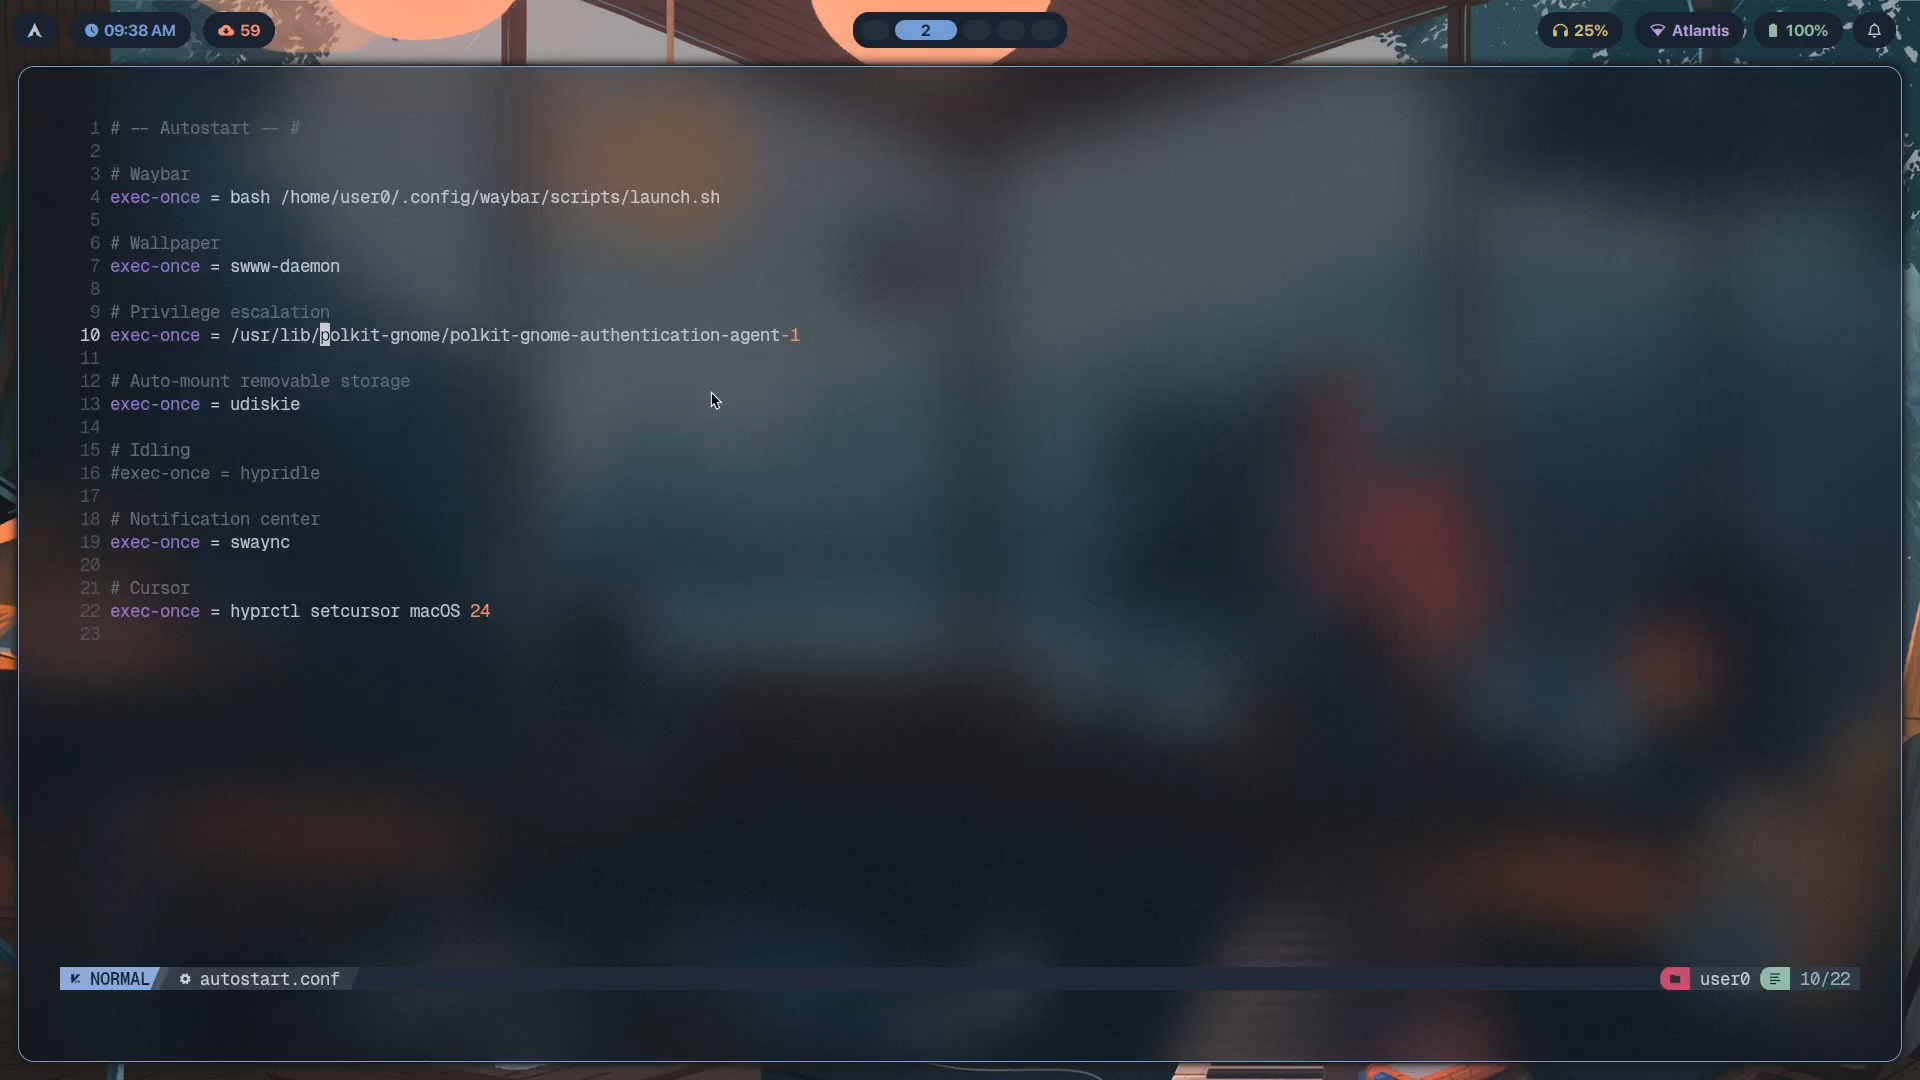 09:38 AM
59
2
25%
Atlantis
100%
1 # -- Autostart -- #
2
3 # Waybar
4 exec-once = bash /home/user0/.config/waybar/scripts/launch.sh
5
6 # Wallpaper
7 exec-once = swww-daemon
8
9 # Privilege escalation
10 exec-once = /usr/lib/polkit-gnome/polkit-gnome-authentication-agent-1
11
12 # Auto-mount removable storage
13 exec-once = udiskie
14
15 # Idling
16 #exec-once = hypridle
17
18 # Notification center
19 exec-once = swaync
20
21 # Cursor
22 exec-once = hyprctl setcursor macOS 24
23
NORMAL autostart.conf user0 10/22